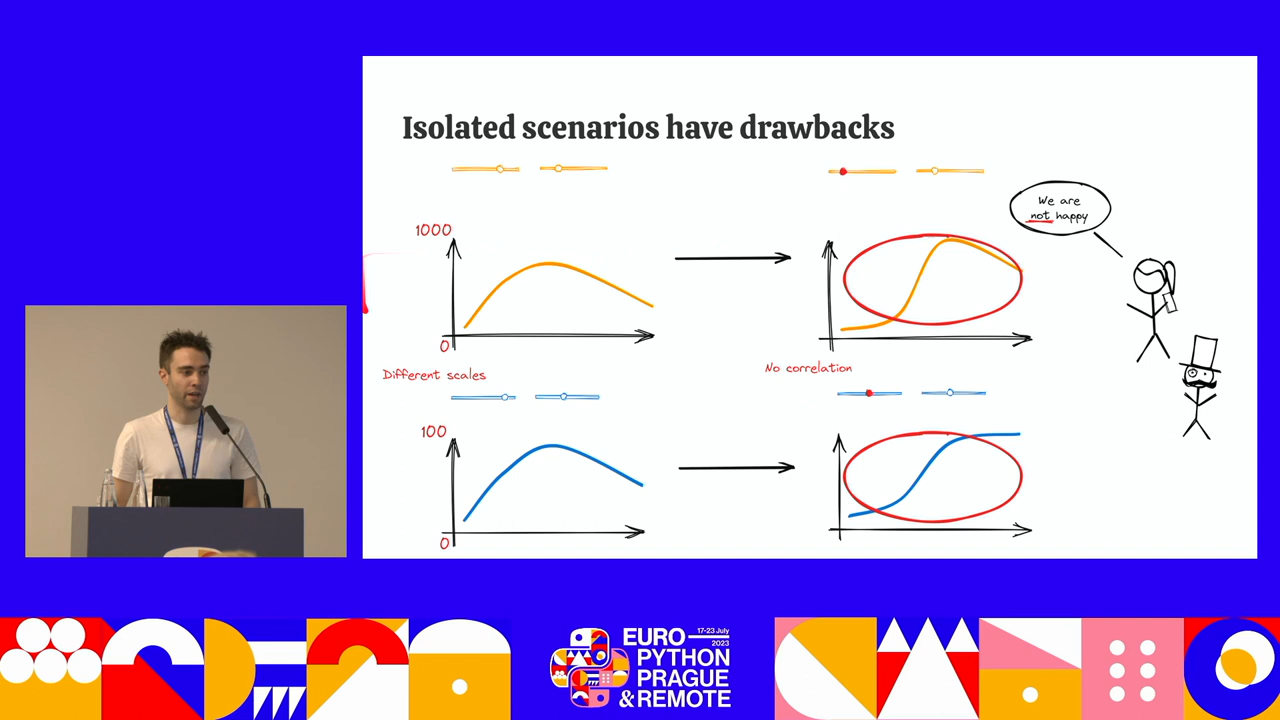 Isolated scenarios have drawbacks
We are
not happy
1000
0
Different scales
No correlation
100
0
17-23 July
2023
EURO
PYTHON
PRAGUE
& REMOTE